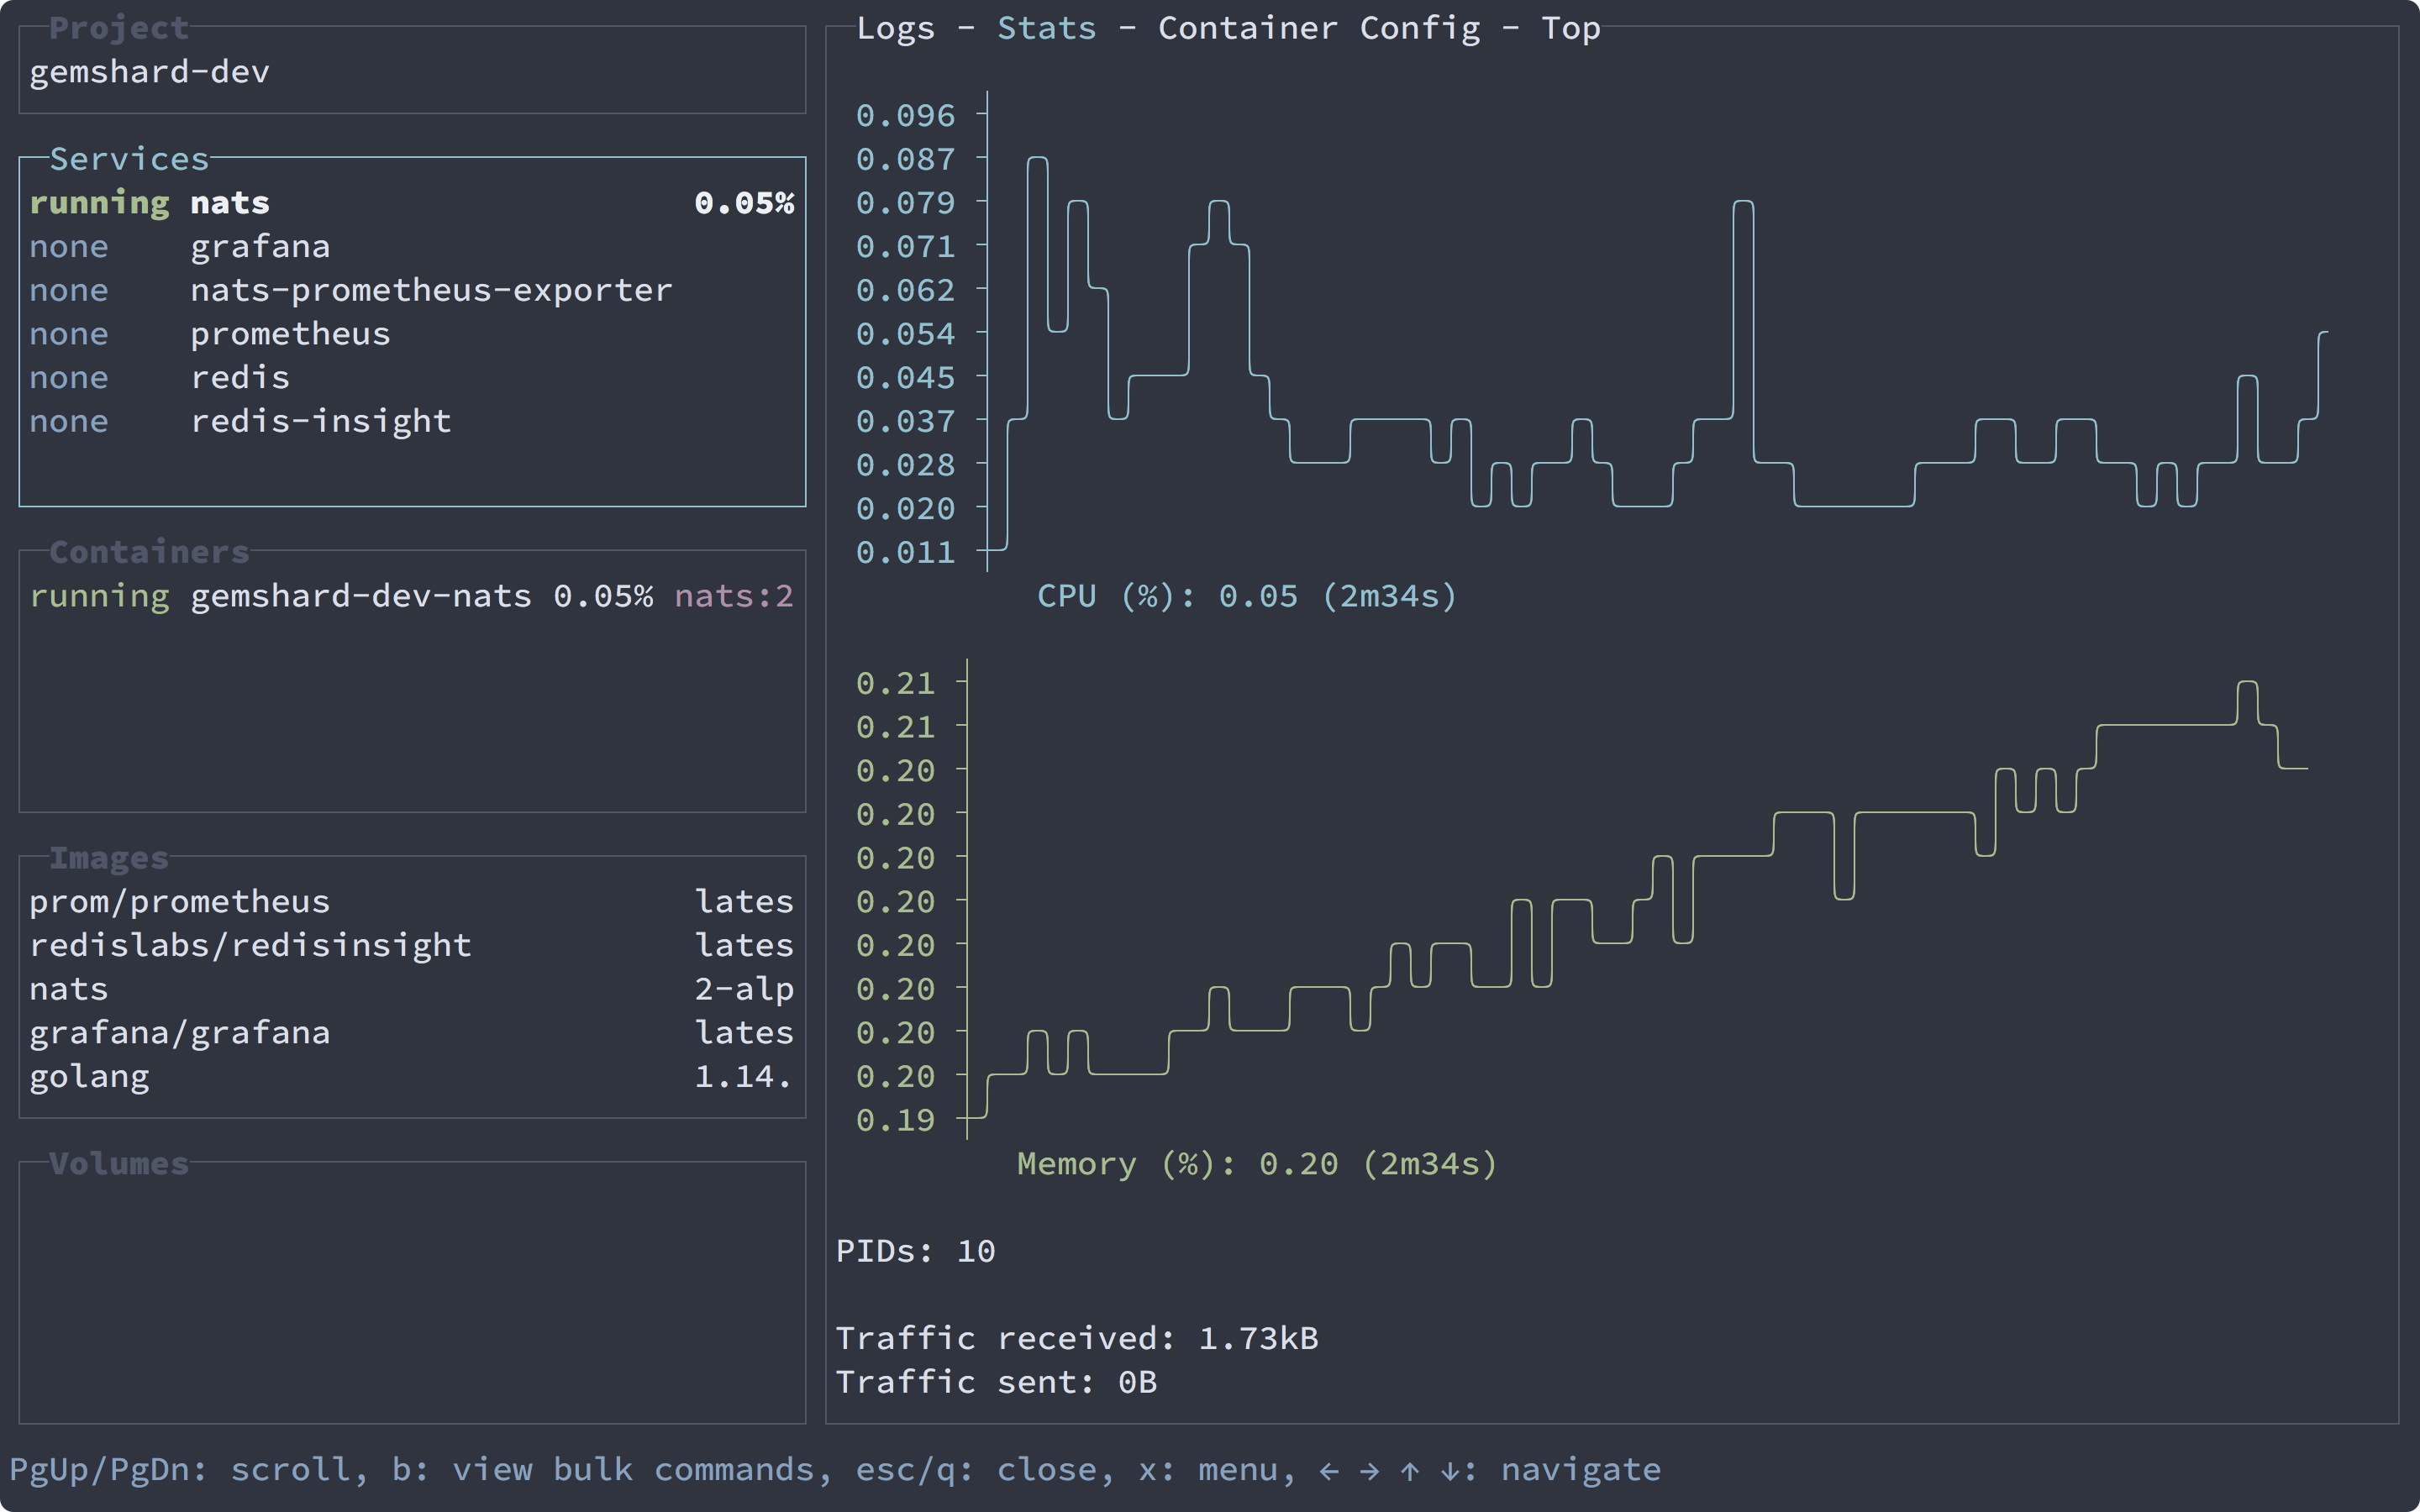 Project
gemshard-dev
Services
running nats 0.05%
none grafana
none nats-prometheus-exporter
none prometheus
none redis
none redis-insight
Containers
running gemshard-dev-nats 0.05% nats:2
Images
prom/prometheus lates
redislabs/redisinsight lates
nats 2-alp
grafana/grafana lates
golang 1.14.
Volumes
Logs - Stats - Container Config - Top
0.096
0.087
0.079
0.071
0.062
0.054
0.045
0.037
0.028
0.020
0.011
CPU (%): 0.05 (2m34s)
0.21
0.21
0.20
0.20
0.20
0.20
0.20
0.20
0.20
0.20
0.19
Memory (%): 0.20 (2m34s)
PIDs: 10
Traffic received: 1.73kB
Traffic sent: 0B
PgUp/PgDn: scroll, b: view bulk commands, esc/q: close, x: menu, ← → ↑ ↓: navigate